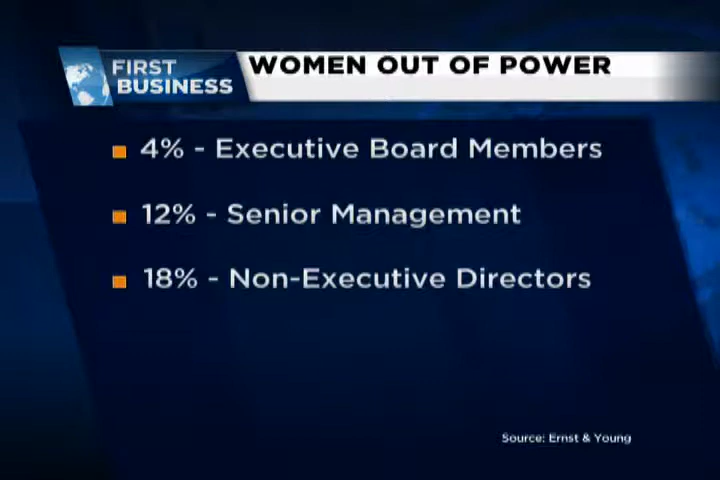 FIRST
BUSINESS
WOMEN OUT OF POWER
4% - Executive Board Members
12% - Senior Management
18% - Non-Executive Directors
Source: Ernst & Young